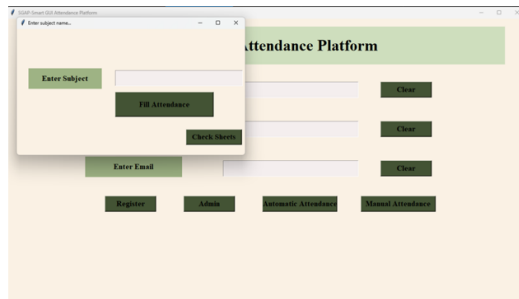 SGAP-Smart GUI Attendance Platform
Enter subject name...
Attendance Platform
Enter Subject
Fill Attendance
Check Sheets
Clear
Clear
Enter Email
Clear
Register
Admin
Automatic Attendance
Manual Attendance